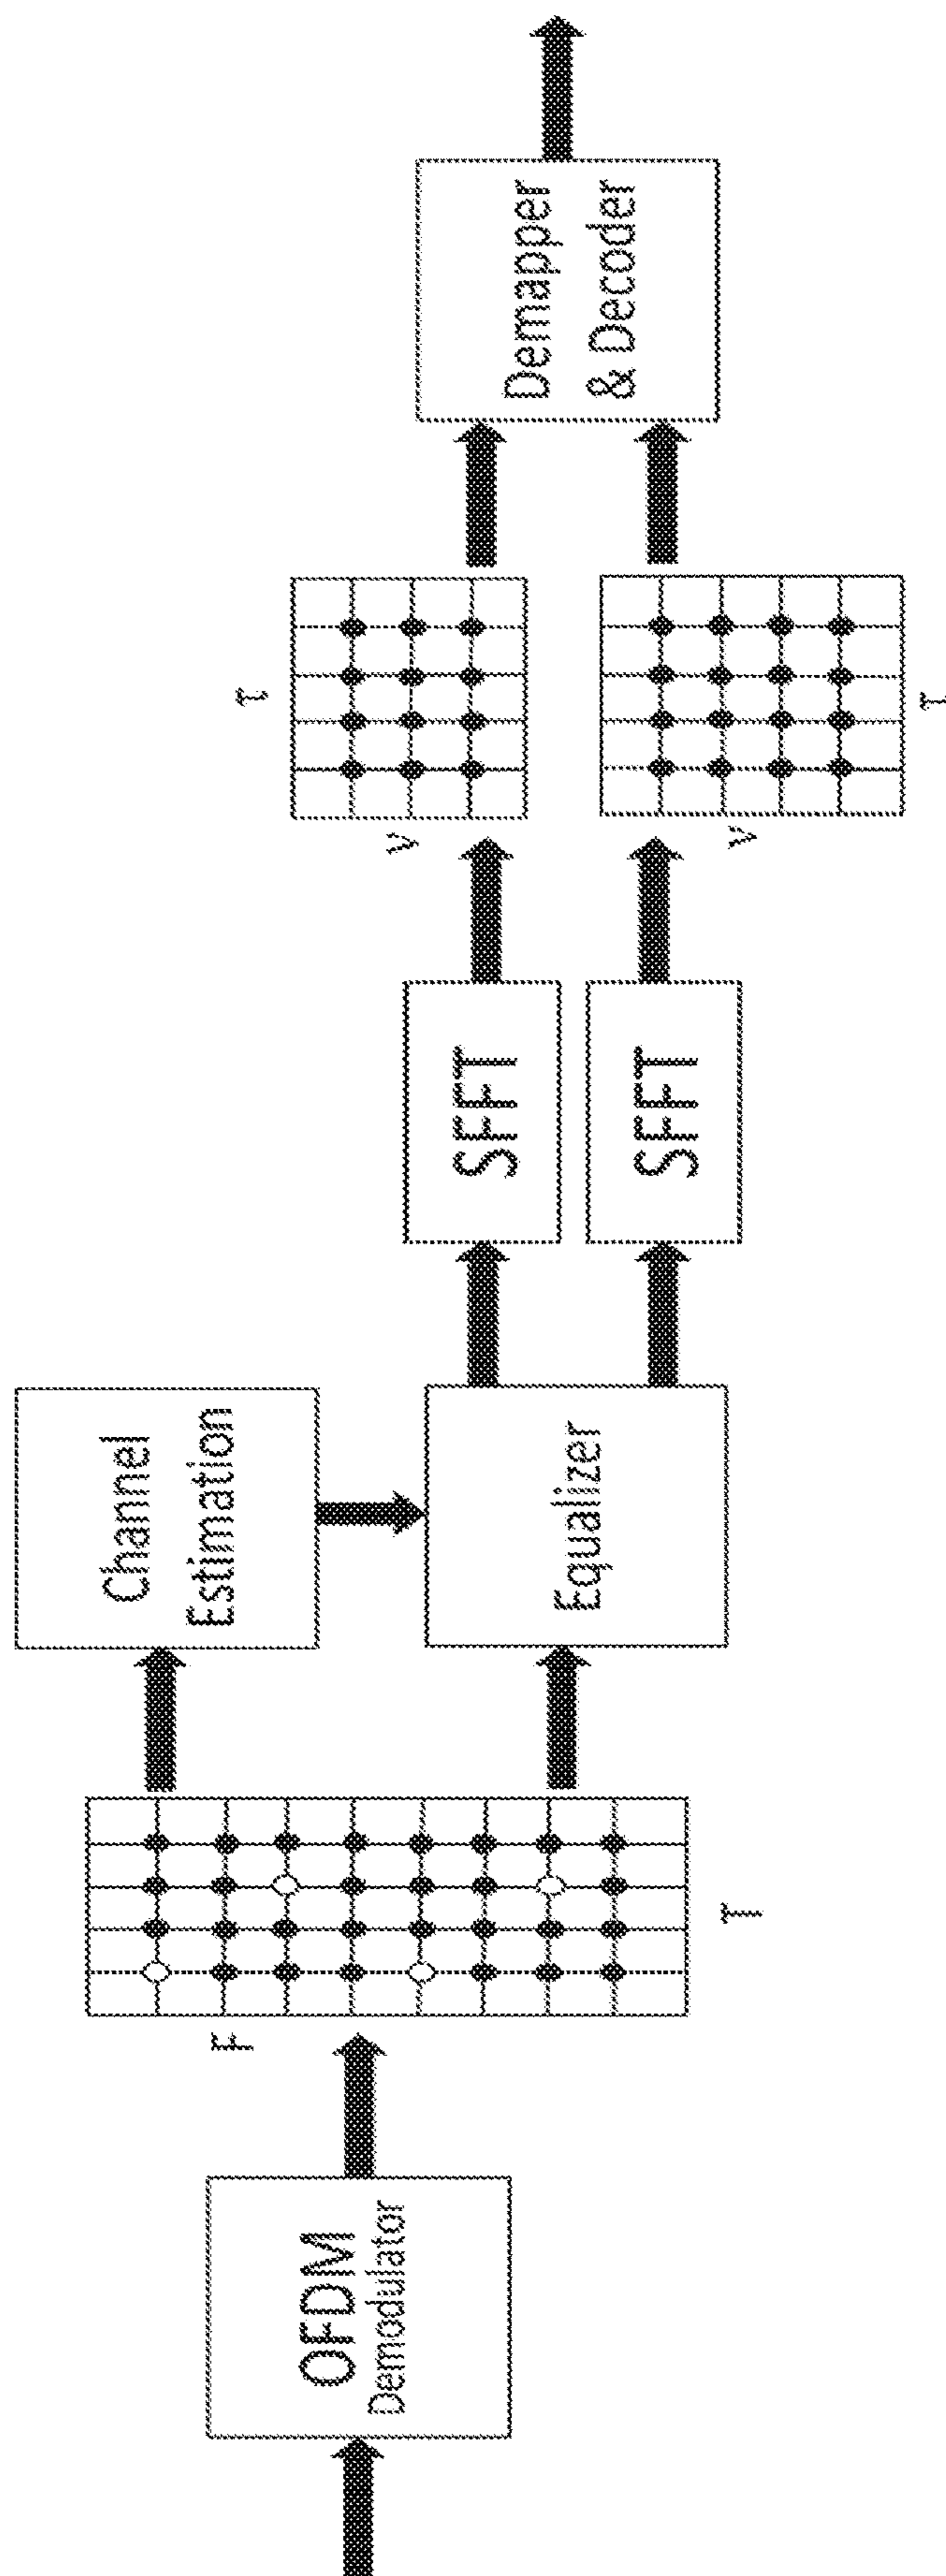 OFDM
Demodulator
F
T
Channel
Estimation
Equalizer
SFFT
SFFT
τ
ν
ν
τ
Demapper
& Decoder